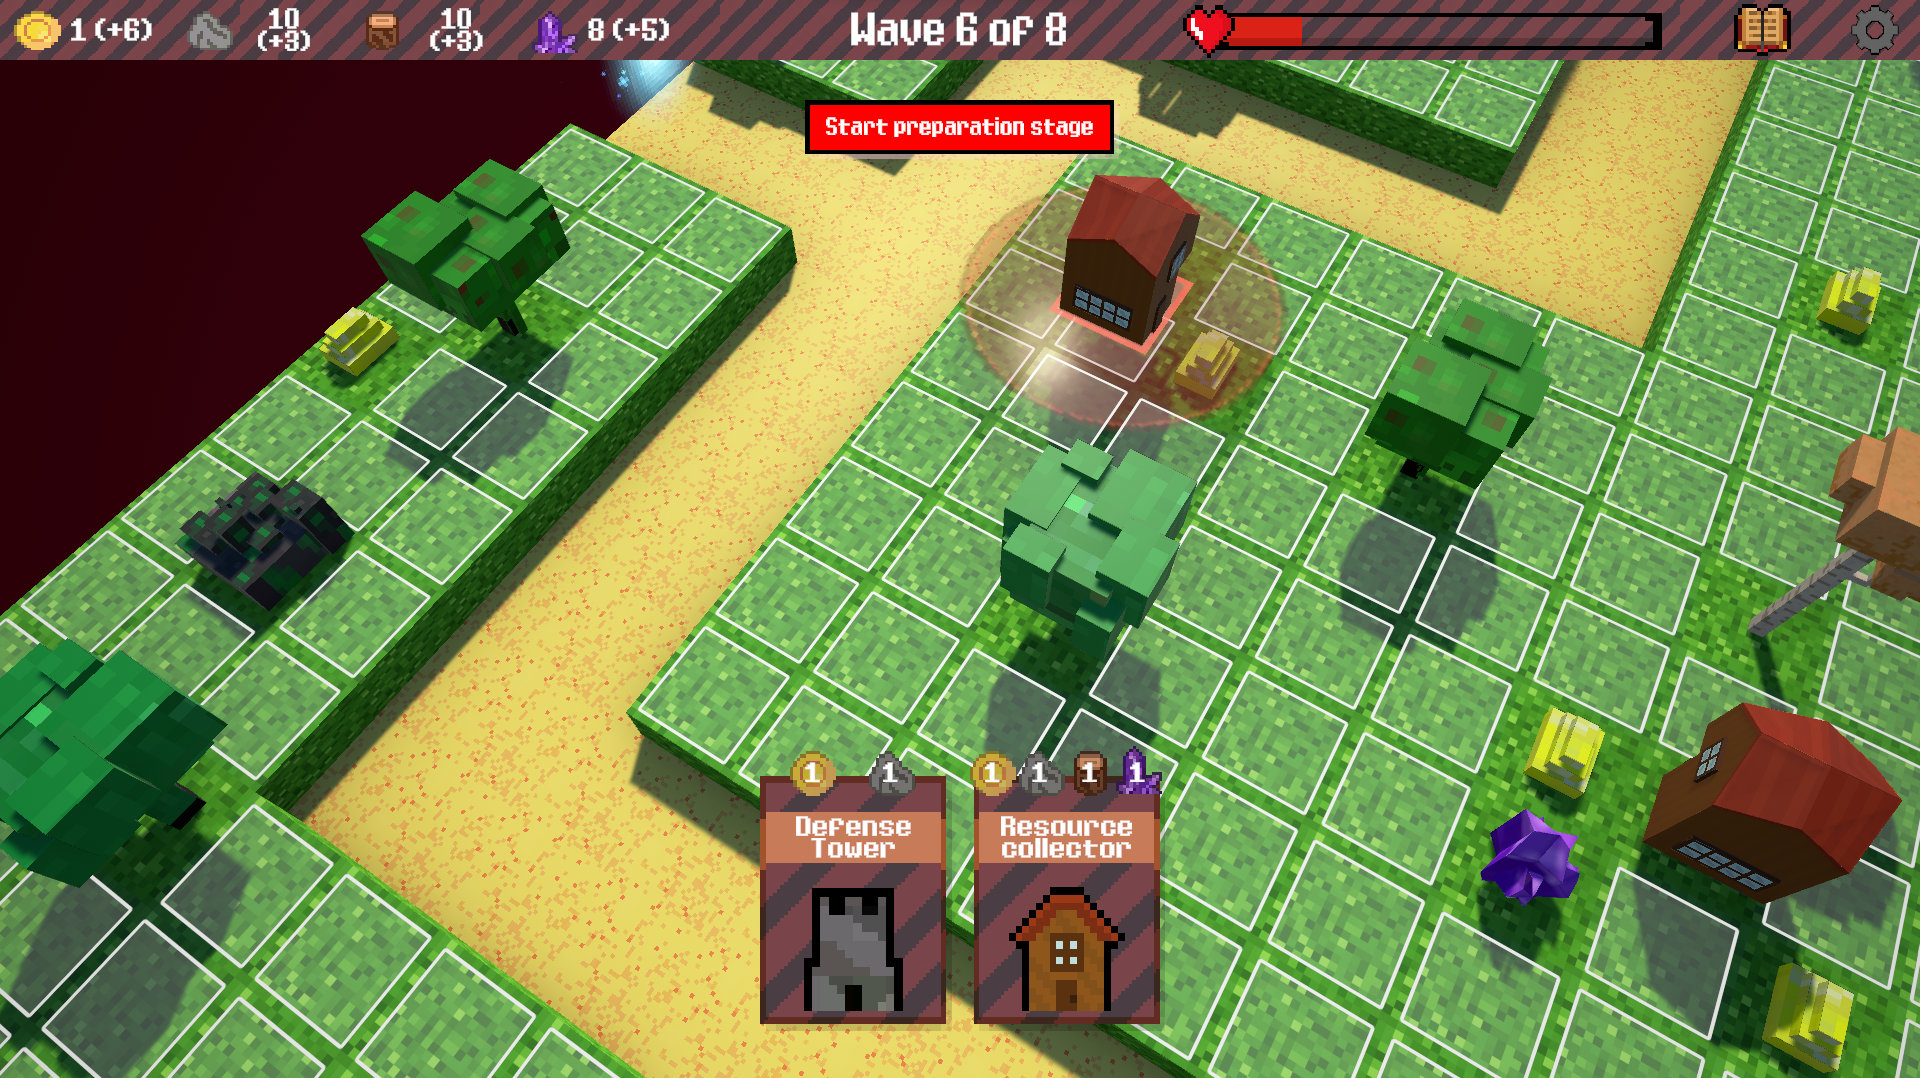 1 (+6)
10
(+3)
10
(+3)
8 (+5)
Wave 6 of 8
Start preparation stage
1
1
Defense
Tower
1
1
1
1
Resource
collector